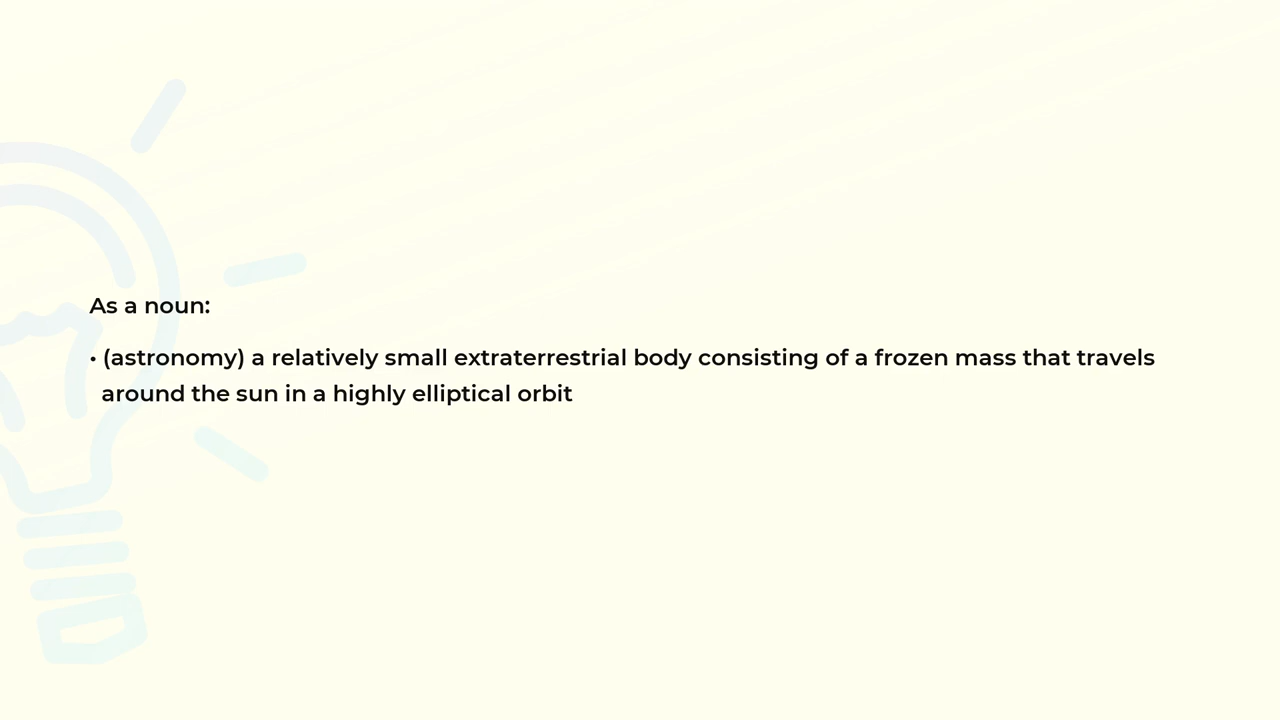 As a noun:
• (astronomy) a relatively small extraterrestrial body consisting of a frozen mass that travels
around the sun in a highly elliptical orbit